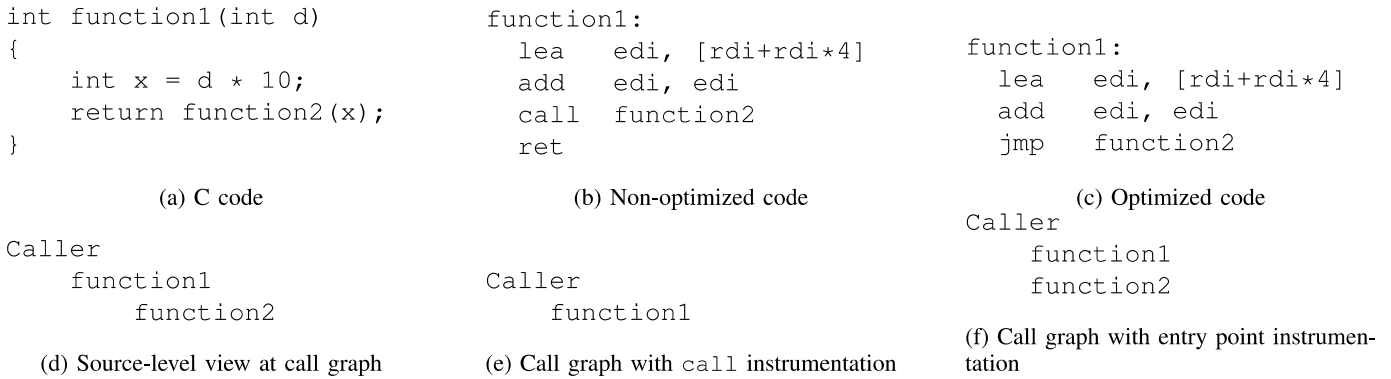 int function1(int d)
{
    int x = d * 10;
    return function2(x);
}
(a) C code
function1:
  lea   edi, [rdi+rdi*4]
  add   edi, edi
  call  function2
  ret
(b) Non-optimized code
function1:
  lea   edi, [rdi+rdi*4]
  add   edi, edi
  jmp   function2
(c) Optimized code
Caller
    function1
        function2
(d) Source-level view at call graph
Caller
    function1
(e) Call graph with call instrumentation
Caller
    function1
    function2
(f) Call graph with entry point instrumen-
tation